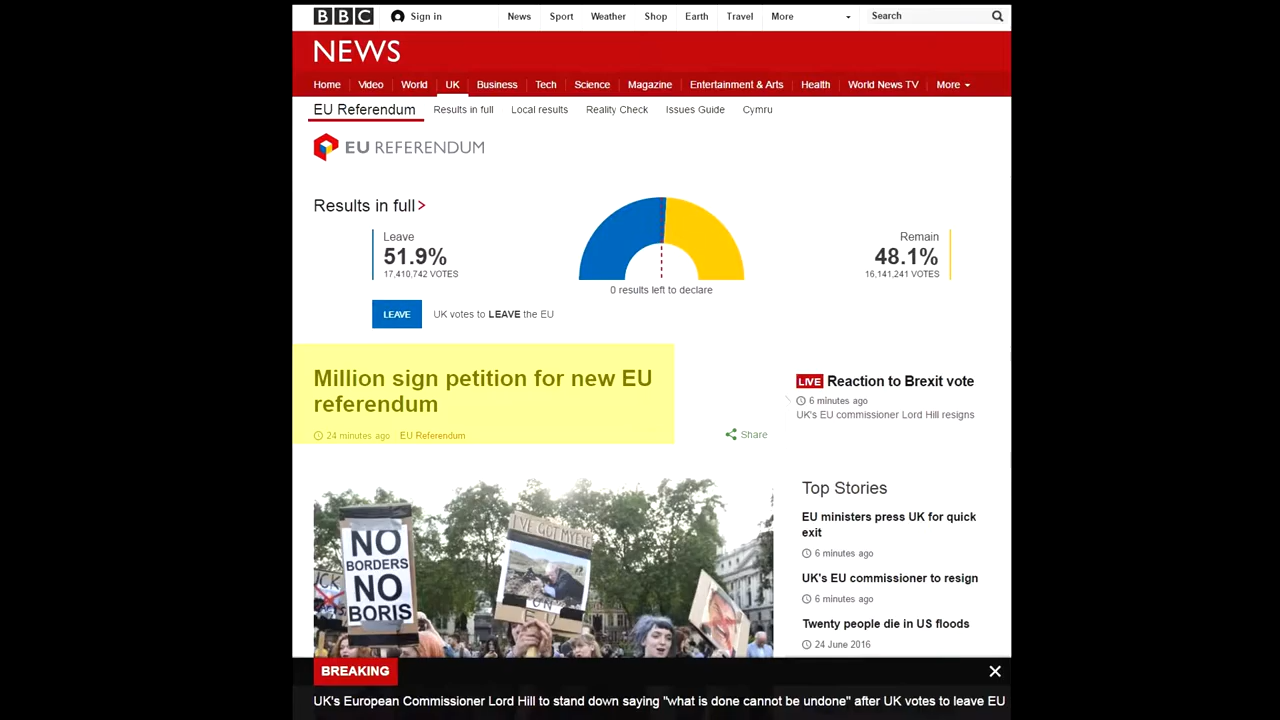 BBC Sign in News Sport Weather Shop Earth Travel More Search
NEWS
Home Video World UK Business Tech Science Magazine Entertainment & Arts Health World News TV More
EU Referendum Results in full Local results Reality Check Issues Guide Cymru
EU REFERENDUM
Results in full
Leave
51.9%
17,410,742 VOTES
Remain
48.1%
16,141,241 VOTES
0 results left to declare
LEAVE UK votes to LEAVE the EU
Million sign petition for new EU
referendum
24 minutes ago EU Referendum
Share
LIVE Reaction to Brexit vote
6 minutes ago
UK's EU commissioner Lord Hill resigns
NO
BORDERS
NO
BORIS
I'VE GOT MY
EU
Top Stories
EU ministers press UK for quick
exit
6 minutes ago
UK's EU commissioner to resign
6 minutes ago
Twenty people die in US floods
24 June 2016
BREAKING
UK's European Commissioner Lord Hill to stand down saying "what is done cannot be undone" after UK votes to leave EU